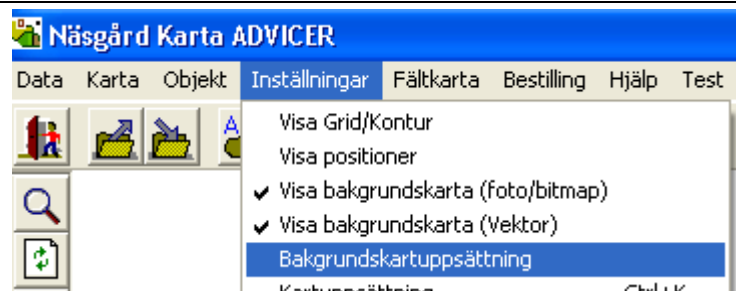 Näsgård Karta ADVICER
Data Karta Objekt Inställningar Fältkarta Bestilling Hjälp Test
Visa Grid/Kontur
Visa positioner
Visa bakgrundskarta (foto/bitmap)
Visa bakgrundskarta (Vektor)
Bakgrundskartuppsättning